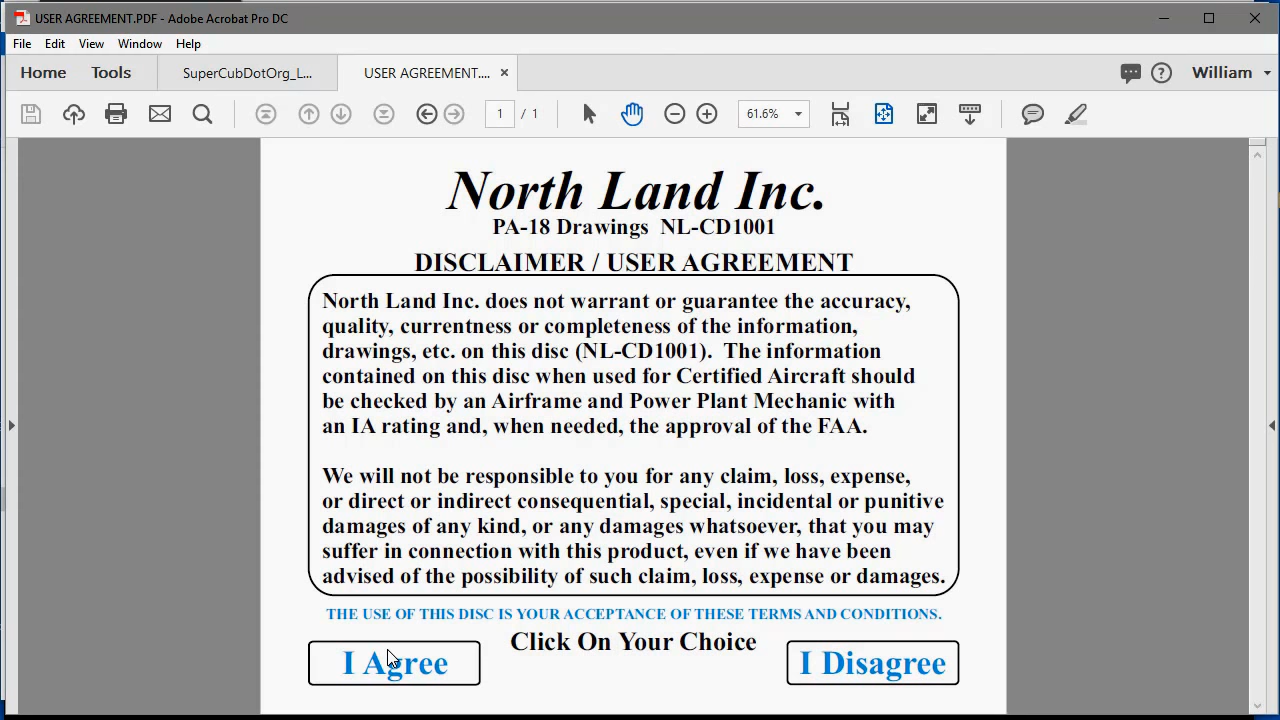 USER AGREEMENT.PDF - Adobe Acrobat Pro DC
File Edit View Window Help
Home Tools SuperCubDotOrg_L... USER AGREEMENT.... William
1 / 1 61.6%
North Land Inc.
PA-18 Drawings NL-CD1001
DISCLAIMER / USER AGREEMENT
North Land Inc. does not warrant or guarantee the accuracy,
quality, currentness or completeness of the information,
drawings, etc. on this disc (NL-CD1001). The information
contained on this disc when used for Certified Aircraft should
be checked by an Airframe and Power Plant Mechanic with
an IA rating and, when needed, the approval of the FAA.
We will not be responsible to you for any claim, loss, expense,
or direct or indirect consequential, special, incidental or punitive
damages of any kind, or any damages whatsoever, that you may
suffer in connection with this product, even if we have been
advised of the possibility of such claim, loss, expense or damages.
THE USE OF THIS DISC IS YOUR ACCEPTANCE OF THESE TERMS AND CONDITIONS.
Click On Your Choice
I Agree I Disagree